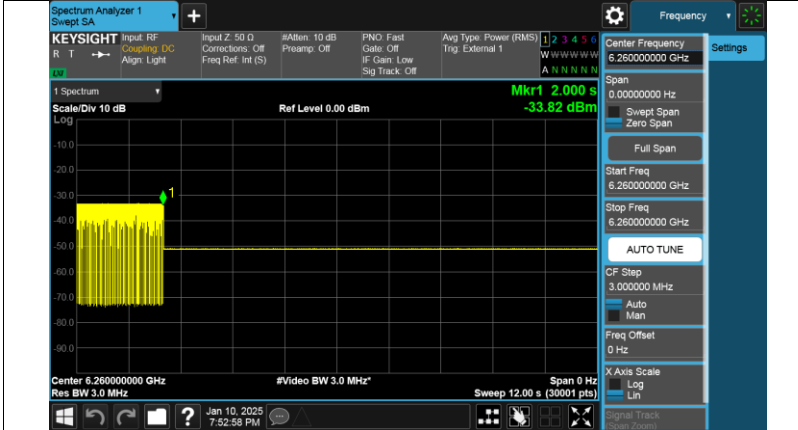 Spectrum Analyzer 1
Swept SA
+
Frequency
KEYSIGHT
R T
LXI
Input: RF
Coupling: DC
Align: Light
Input Z: 50 Ω
Corrections: Off
Freq Ref: Int (S)
#Atten: 10 dB
Preamp: Off
PNO: Fast
Gate: Off
IF Gain: Low
Sig Track: Off
Avg Type: Power (RMS)
Trig: External 1
1 2 3 4 5 6
W W W W W W
A N N N N N
1 Spectrum
Scale/Div 10 dB
Ref Level 0.00 dBm
Mkr1 2.000 s
-33.82 dBm
Log
-10.0
-20.0
-30.0
-40.0
-50.0
-60.0
-70.0
-80.0
-90.0
1
Center 6.260000000 GHz
Res BW 3.0 MHz
#Video BW 3.0 MHz*
Span 0 Hz
Sweep 12.00 s (30001 pts)
Center Frequency
6.260000000 GHz
Settings
Span
0.00000000 Hz
Swept Span
Zero Span
Full Span
Start Freq
6.260000000 GHz
Stop Freq
6.260000000 GHz
AUTO TUNE
CF Step
3.000000 MHz
Auto
Man
Freq Offset
0 Hz
X Axis Scale
Log
Lin
Signal Track
(Span Zoom)
?
Jan 10, 2025
7:52:58 PM